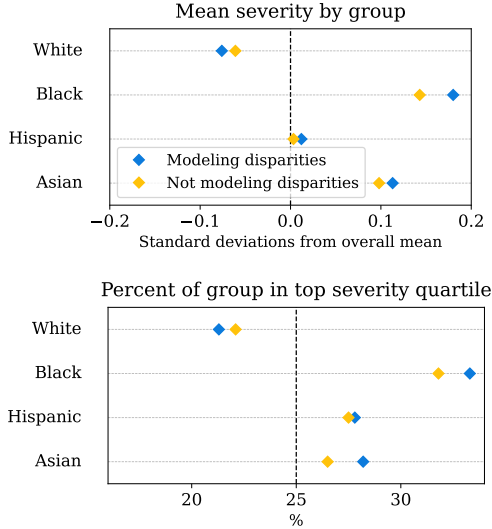 Mean severity by group
White
Black
Hispanic
Asian
Modeling disparities
Not modeling disparities
−0.2 −0.1 0.0 0.1 0.2
Standard deviations from overall mean
Percent of group in top severity quartile
White
Black
Hispanic
Asian
20 25 30
%